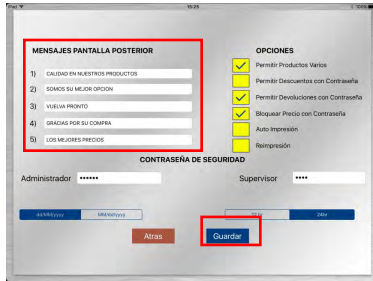 iPad
15:25
100%
MENSAJES PANTALLA POSTERIOR
1) CALIDAD EN NUESTROS PRODUCTOS
2) SOMOS SU MEJOR OPCION
3) VUELVA PRONTO
4) GRACIAS POR SU COMPRA
5) LOS MEJORES PRECIOS
OPCIONES
Permitir Productos Varios
Permitir Descuentos con Contraseña
Permitir Devoluciones con Contraseña
Bloquear Precio con Contraseña
Auto Impresión
Reimpresión
CONTRASEÑA DE SEGURIDAD
Administrador ••••••
Supervisor ••••
dd/MM/yyyy MM/dd/yyyy
12 hr 24hr
Atras
Guardar